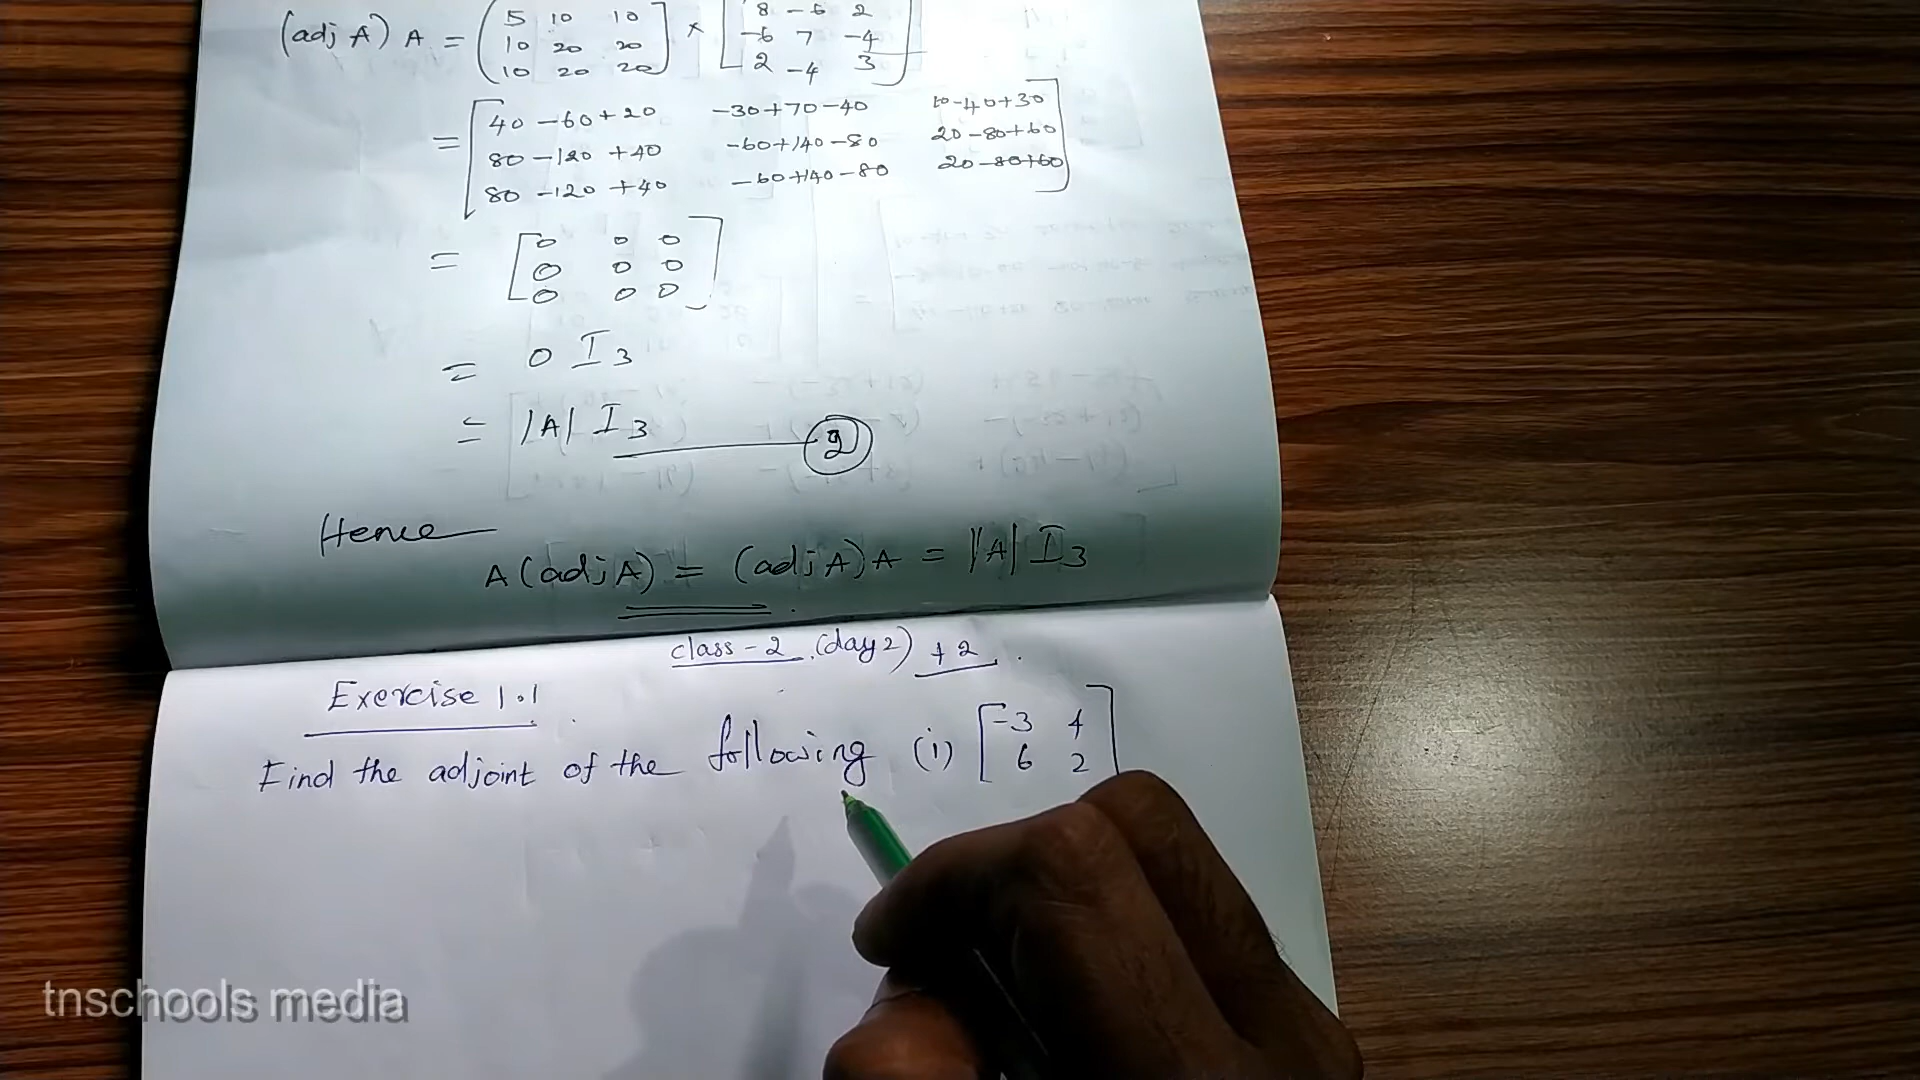 (adj A) A = ( 5 10 10 ] × [ 8 -6 2
10 20 20 -6 7 -4
10 20 20 2 -4 3
= [ 40 -60+20 -30+70-40 10-40+30
80 -120 +40 -60+140-80 20-80+60
80 -120 +40 -60+140-80 20-80+60 ]
= [ 0 0 0 ]
0 0 0
0 0 0
= 0 I3
= |A| I3 2
Hence
A(adj A) = (adj A) A = |A| I3
class-2 (day 2) +2
Exercise 1.1
Find the adjoint of the following (i) [ -3 4 ]
6 2
tnschools media